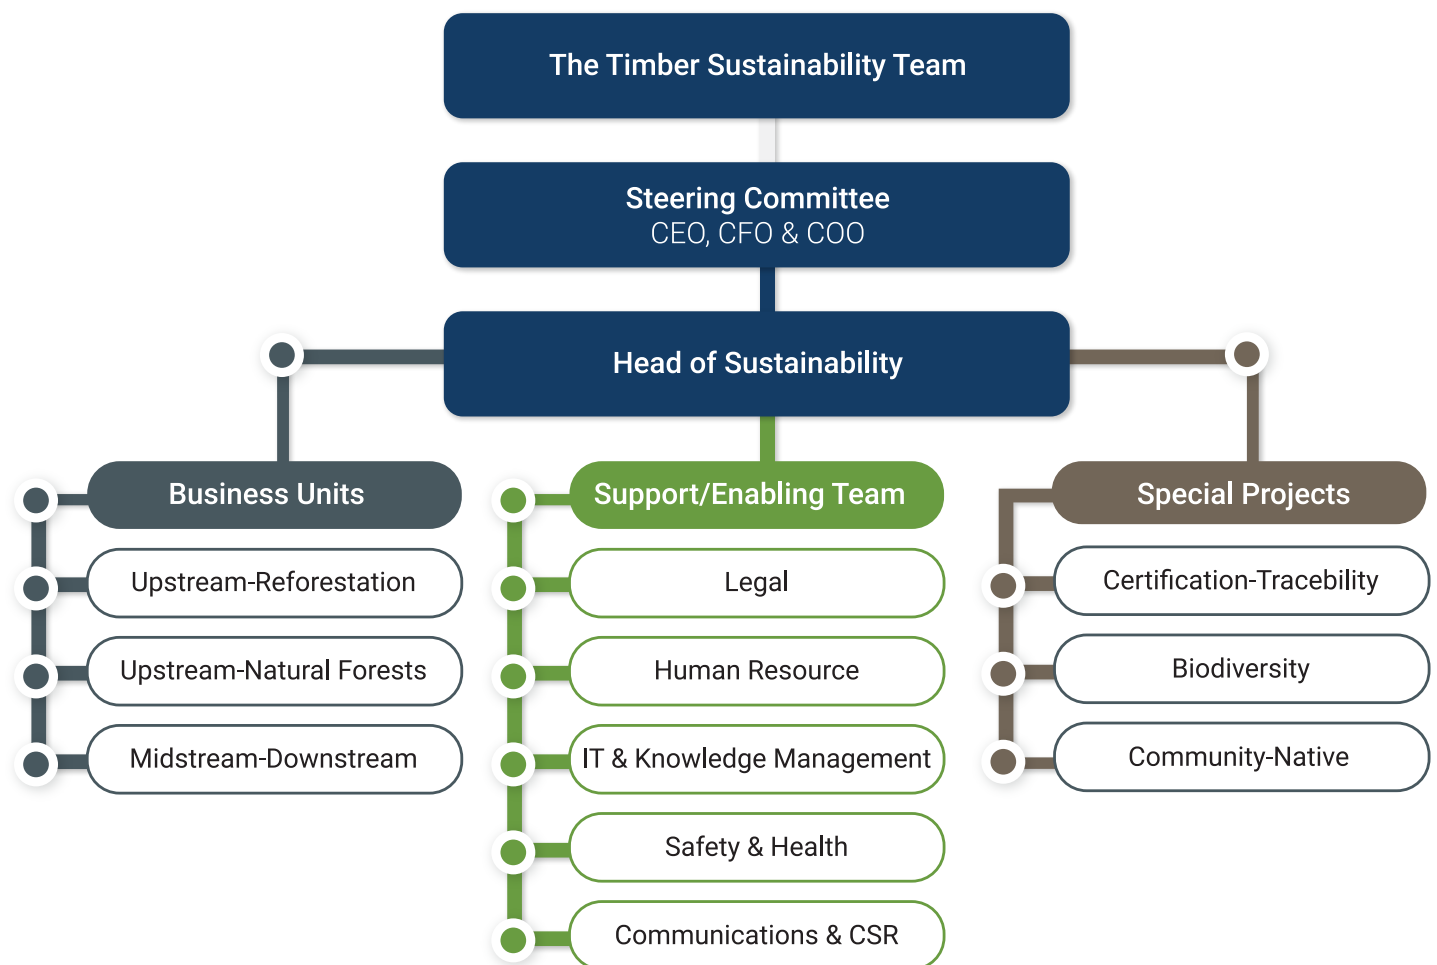 The Timber Sustainability Team
Steering Committee
CEO, CFO & COO
Head of Sustainability
Business Units
Upstream-Reforestation
Upstream-Natural Forests
Midstream-Downstream
Support/Enabling Team
Legal
Human Resource
IT & Knowledge Management
Safety & Health
Communications & CSR
Special Projects
Certification-Tracebility
Biodiversity
Community-Native